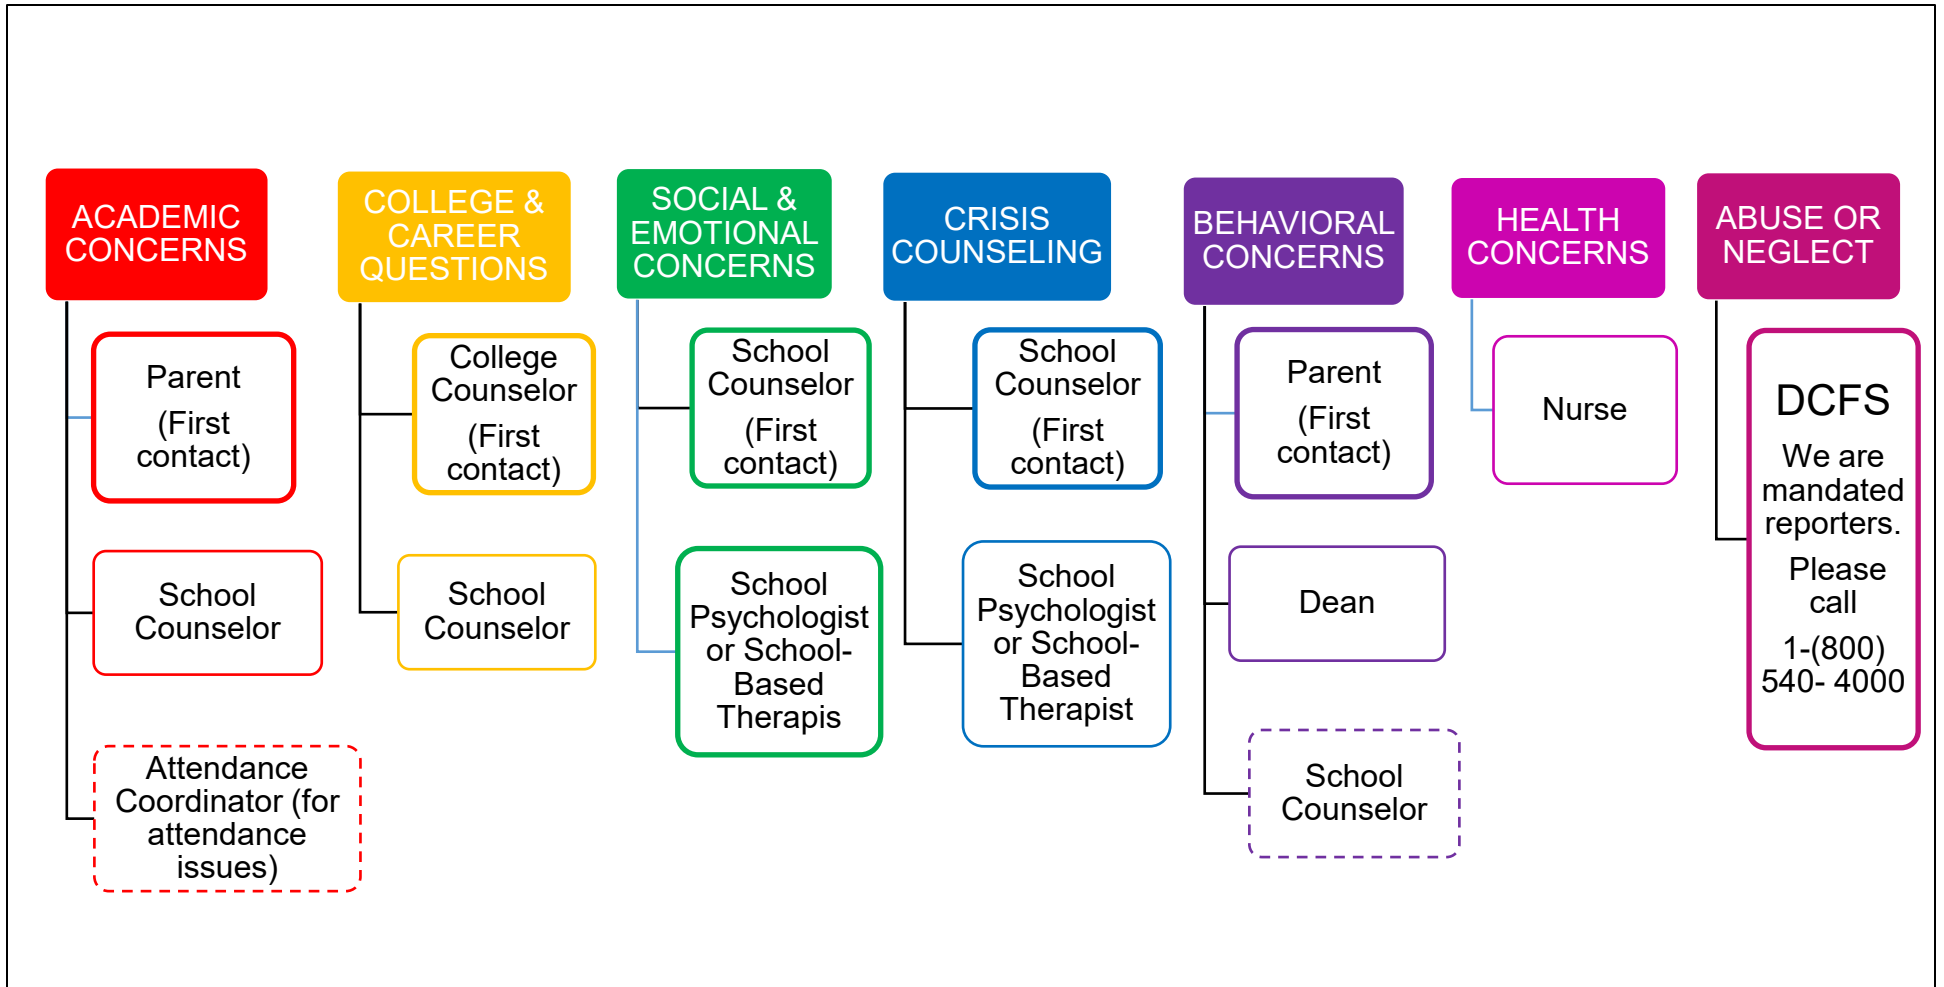 ACADEMIC
CONCERNS
Parent
(First
contact)
School
Counselor
Attendance
Coordinator (for
attendance
issues)
COLLEGE &
CAREER
QUESTIONS
College
Counselor
(First
contact)
School
Counselor
SOCIAL &
EMOTIONAL
CONCERNS
School
Counselor
(First
contact)
School
Psychologist
or School-
Based
Therapis
CRISIS
COUNSELING
School
Counselor
(First
contact)
School
Psychologist
or School-
Based
Therapist
BEHAVIORAL
CONCERNS
Parent
(First
contact)
Dean
School
Counselor
HEALTH
CONCERNS
Nurse
ABUSE OR
NEGLECT
DCFS
We are
mandated
reporters.
Please
call
1-(800)
540- 4000